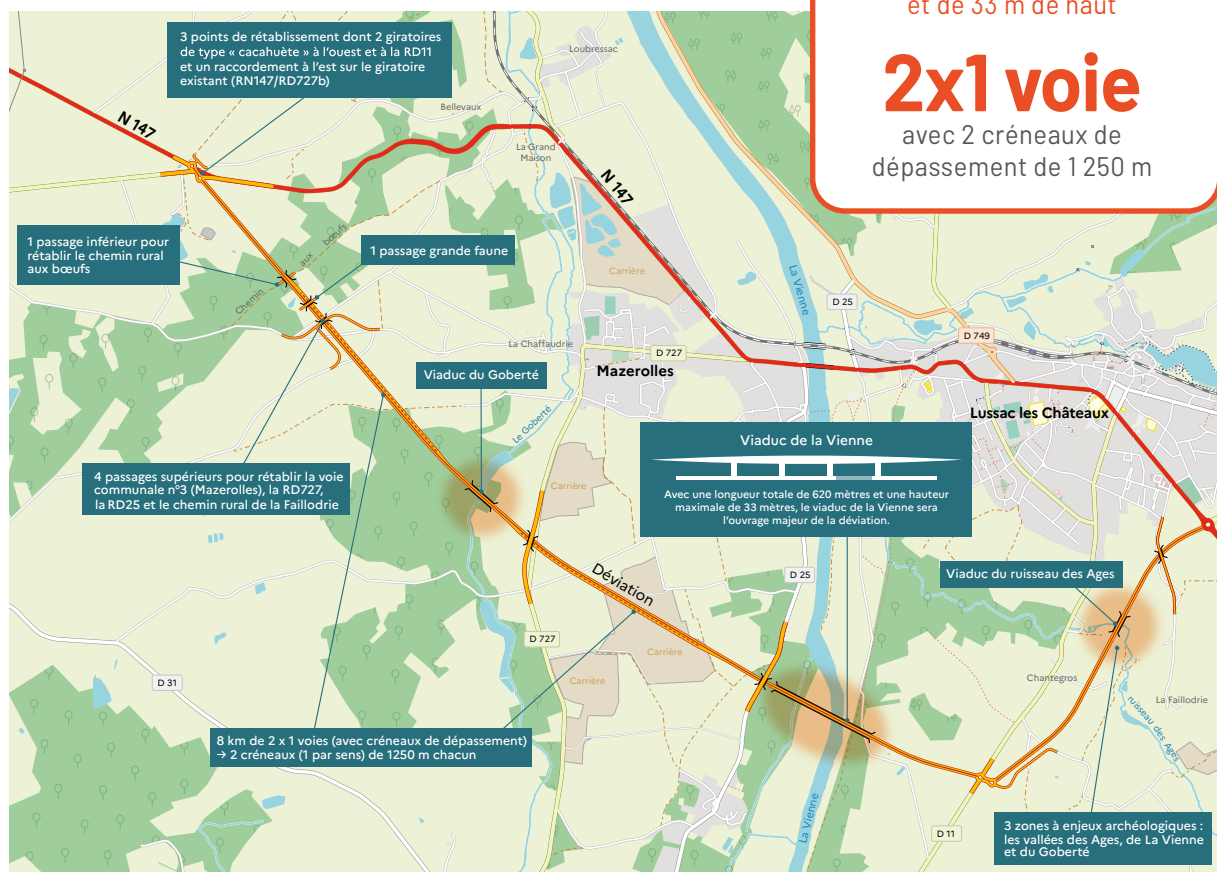 et de 33 m de haut
2x1 voie
avec 2 créneaux de
dépassement de 1 250 m
3 points de rétablissement dont 2 giratoires
de type « cacahuète » à l'ouest et à la RD11
et un raccordement à l'est sur le giratoire
existant (RN147/RD727b)
Loubressac
Bellevaux
N 147
La Grand
Maison
N 147
1 passage inférieur pour
rétablir le chemin rural
aux bœufs
1 passage grande faune
Chemin aux bœufs
Carrière
La Vienne
D 25
D 749
La Chaffaudrie
D 727
Mazerolles
Viaduc du Goberté
Lussac les Châteaux
Le Goberté
Viaduc de la Vienne
Avec une longueur totale de 620 mètres et une hauteur
maximale de 33 mètres, le viaduc de la Vienne sera
l'ouvrage majeur de la déviation.
4 passages supérieurs pour rétablir la voie
communale n°3 (Mazerolles), la RD727,
la RD25 et le chemin rural de la Faillodrie
Carrière
Déviation
D 25
Viaduc du ruisseau des Ages
D 727
Carrière
Carrière
D 31
Chantegros
La Faillodrie
ruisseau des Ages
8 km de 2 x 1 voies (avec créneaux de dépassement)
→ 2 créneaux (1 par sens) de 1250 m chacun
La Vienne
D 11
3 zones à enjeux archéologiques :
les vallées des Ages, de La Vienne
et du Goberté